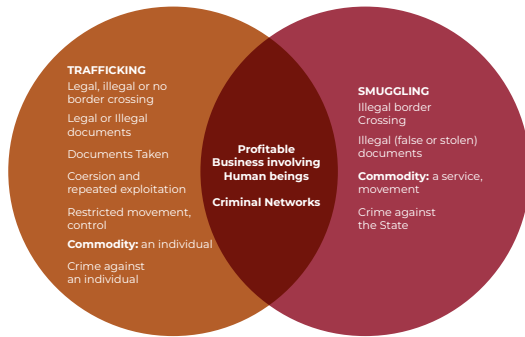 TRAFFICKING
Legal, illegal or no
border crossing
Legal or Illegal
documents
Documents Taken
Coersion and
repeated exploitation
Restricted movement,
control
Commodity: an individual
Crime against
an individual
Profitable
Business involving
Human beings
Criminal Networks
SMUGGLING
Illegal border
Crossing
Illegal (false or stolen)
documents
Commodity: a service,
movement
Crime against
the State